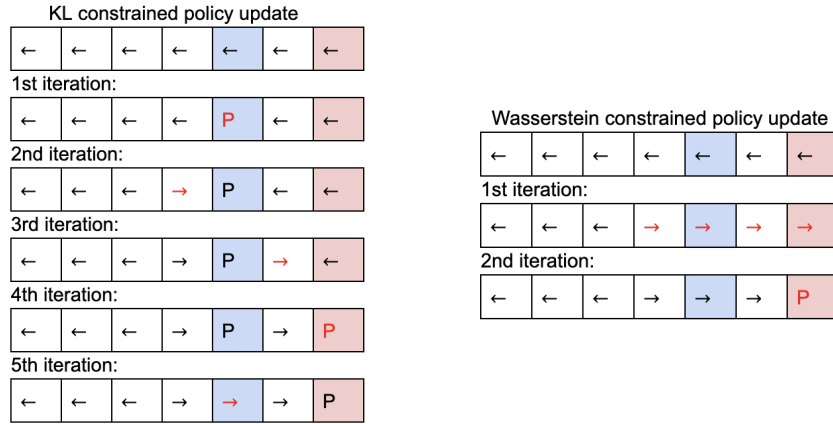 KL constrained policy update
← ← ← ← ← ← ←
1st iteration:
← ← ← ← P ← ←
2nd iteration:
← ← ← → P ← ←
3rd iteration:
← ← ← → P → ←
4th iteration:
← ← ← → P → P
5th iteration:
← ← ← → → → P
Wasserstein constrained policy update
← ← ← ← ← ← ←
1st iteration:
← ← ← → → → →
2nd iteration:
← ← ← → → → P